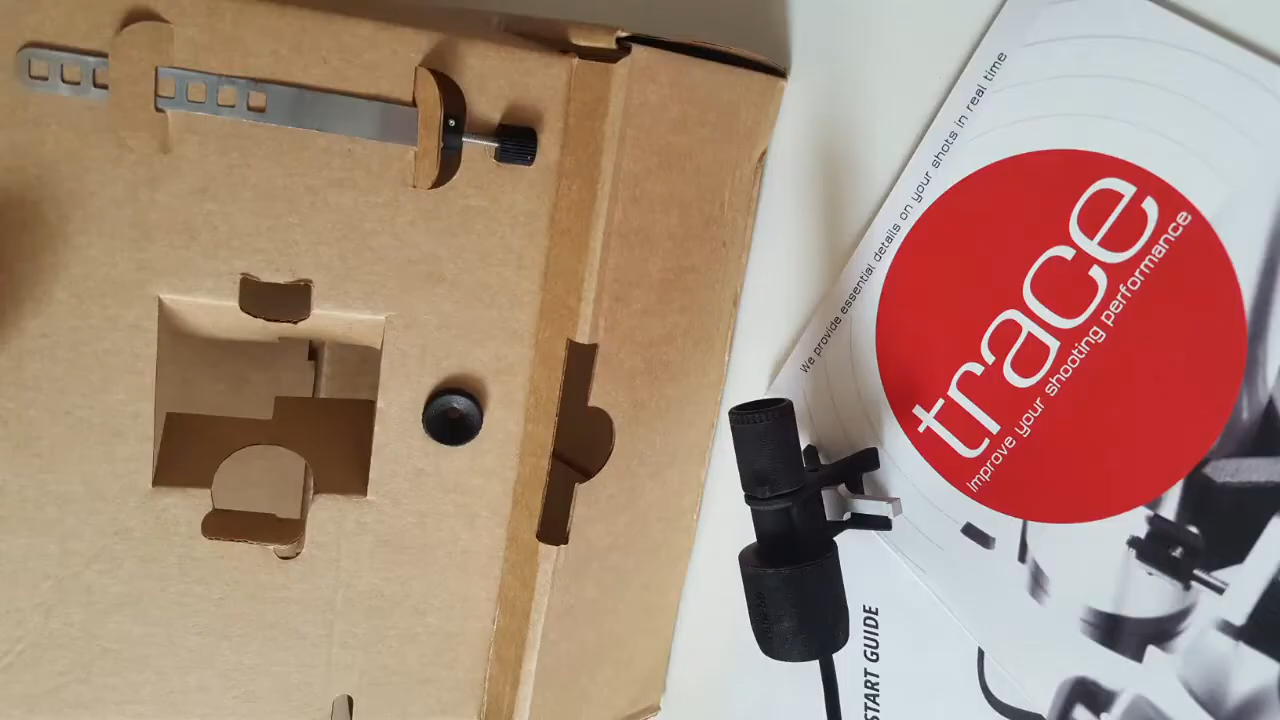 We provide essential details on your shots in real time
trace
Improve your shooting performance
START GUIDE